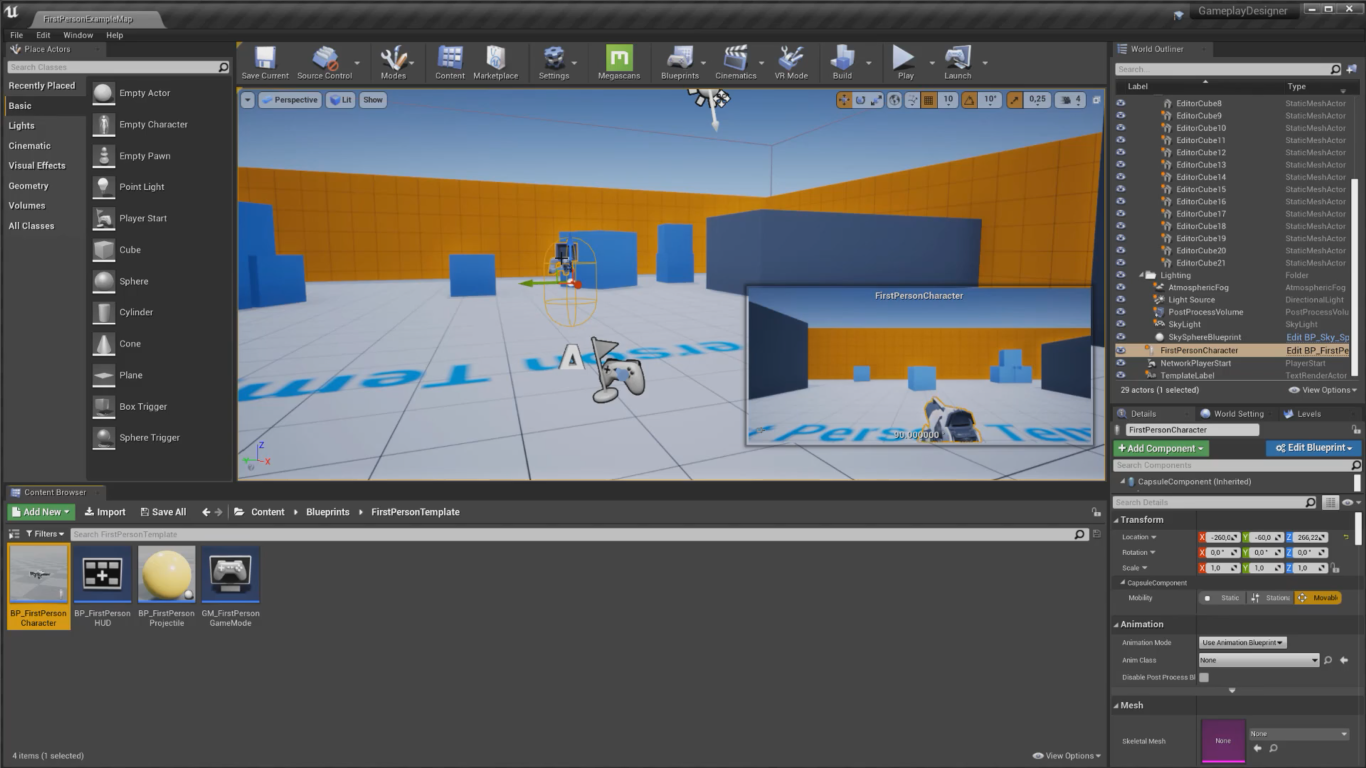 FirstPersonExampleMap
GameplayDesigner
File Edit Window Help
Place Actors
Search Classes
Recently Placed
Basic
Lights
Cinematic
Visual Effects
Geometry
Volumes
All Classes
Empty Actor
Empty Character
Empty Pawn
Point Light
Player Start
Cube
Sphere
Cylinder
Cone
Plane
Box Trigger
Sphere Trigger
Save Current
Source Control
Modes
Content
Marketplace
Settings
Megascans
Blueprints
Cinematics
VR Mode
Build
Play
Launch
Perspective
Lit
Show
10
10°
0,25
4
FirstPersonCharacter
90.000000
Z
X
World Outliner
Search...
Label Type
EditorCube8 StaticMeshActor
EditorCube9 StaticMeshActor
EditorCube10 StaticMeshActor
EditorCube11 StaticMeshActor
EditorCube12 StaticMeshActor
EditorCube13 StaticMeshActor
EditorCube14 StaticMeshActor
EditorCube15 StaticMeshActor
EditorCube16 StaticMeshActor
EditorCube17 StaticMeshActor
EditorCube18 StaticMeshActor
EditorCube19 StaticMeshActor
EditorCube20 StaticMeshActor
EditorCube21 StaticMeshActor
Lighting Folder
AtmosphericFog AtmosphericFog
Light Source DirectionalLight
PostProcessVolume PostProcessVolu
SkyLight SkyLight
SkySphereBlueprint Edit BP_Sky_Sp
FirstPersonCharacter Edit BP_FirstPe
NetworkPlayerStart PlayerStart
TemplateLabel TextRenderActor
29 actors (1 selected) View Options
Details World Setting Levels
FirstPersonCharacter
+ Add Component Edit Blueprint
Search Components
CapsuleComponent (Inherited)
Search Details
Transform
Location X -260,0 Y -60,0 Z 266,22
Rotation X 0,0° Y 0,0° Z 0,0°
Scale X 1,0 Y 1,0 Z 1,0
CapsuleComponent
Mobility Static Station Movable
Animation
Animation Mode Use Animation Blueprint
Anim Class None
Disable Post Process Bl
Mesh
Skeletal Mesh None None
Content Browser
Add New Import Save All Content Blueprints FirstPersonTemplate
Filters Search FirstPersonTemplate
BP_FirstPerson
Character
BP_FirstPerson
HUD
BP_FirstPerson
Projectile
GM_FirstPerson
GameMode
4 items (1 selected) View Options